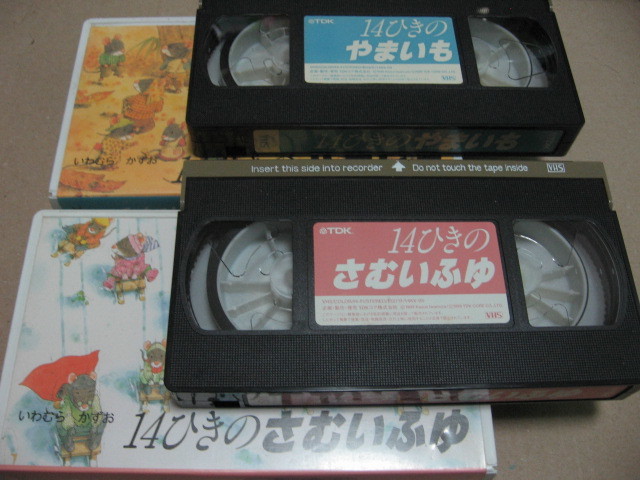 TDK
14ひきの
やまいも
VHS
14ひきのやまいも
いわむら かずお
Insert this side into recorder Do not touch the tape inside VHS
TDK
14ひきの
さむいふゆ
VHS
いわむら かずお
14ひきのさむいふゆ